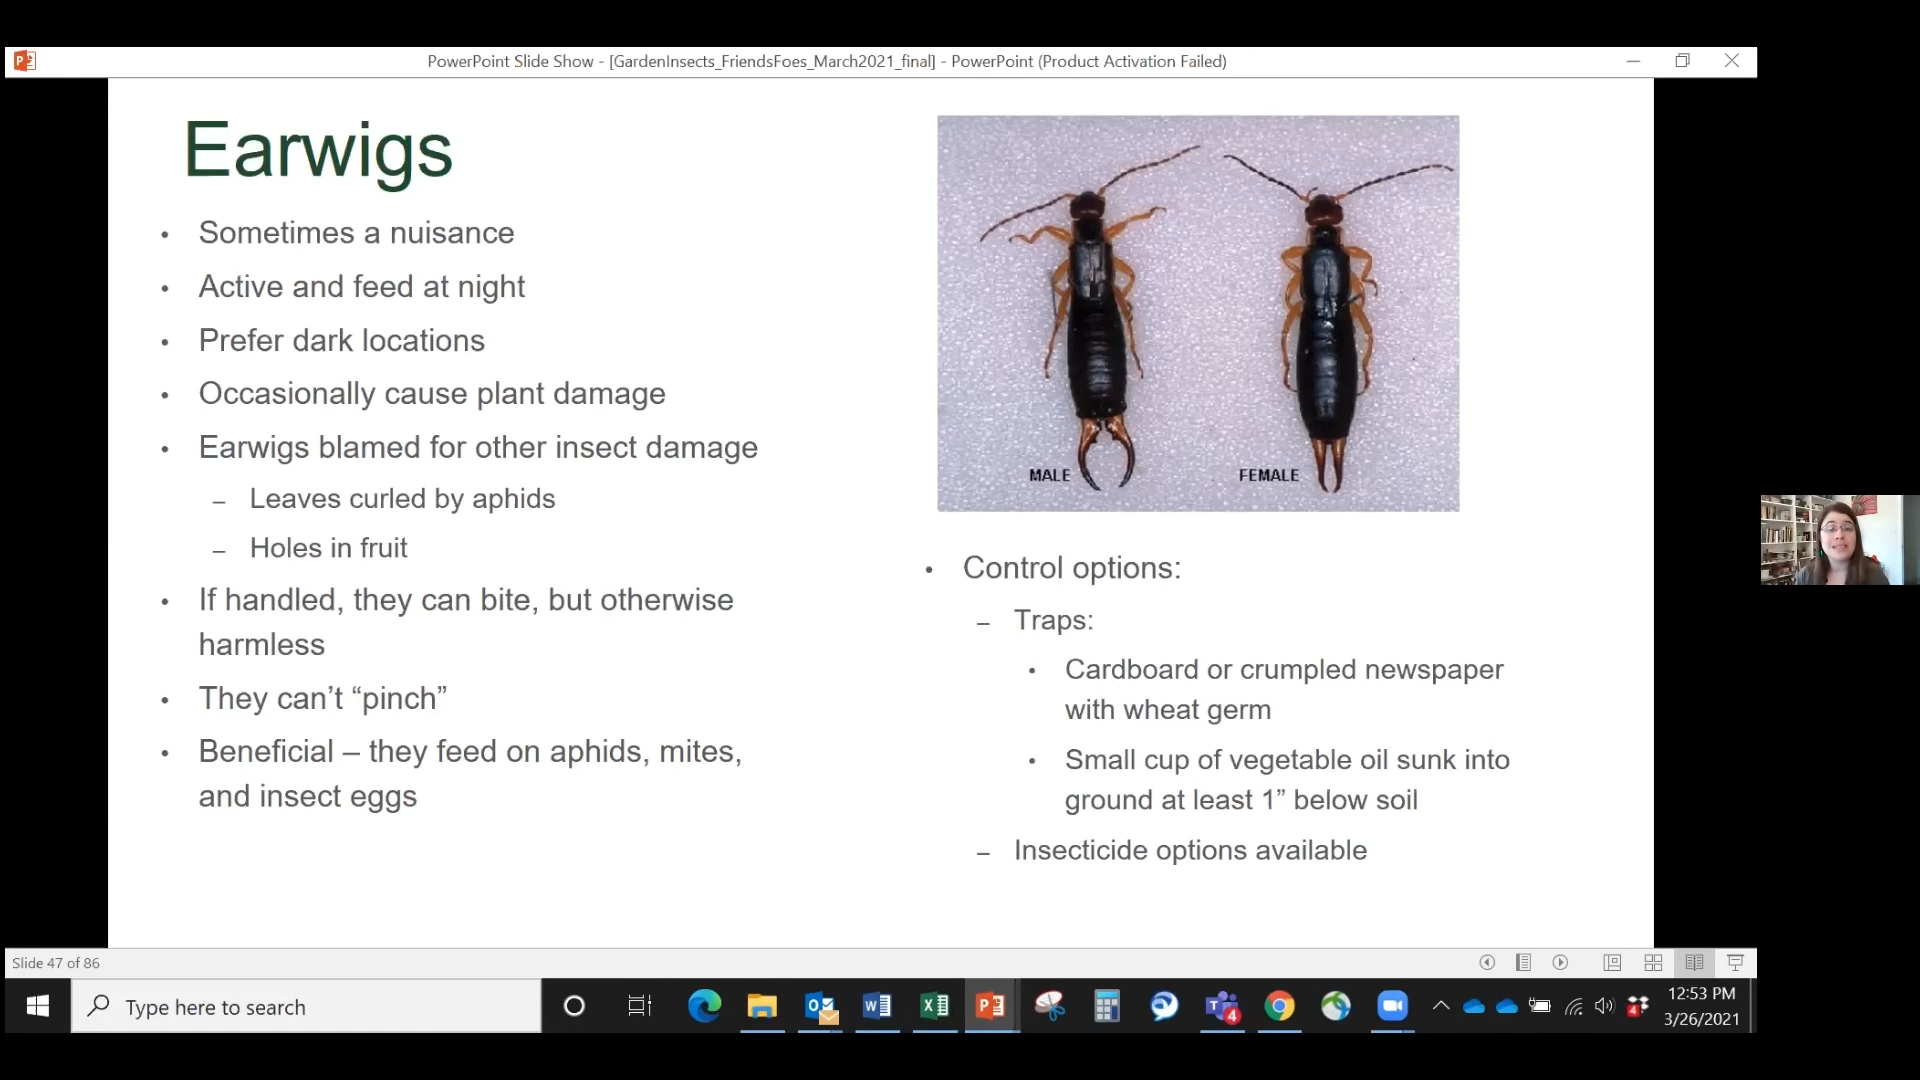 PowerPoint Slide Show - [GardenInsects_FriendsFoes_March2021_final] - PowerPoint (Product Activation Failed)
Earwigs
• Sometimes a nuisance
• Active and feed at night
• Prefer dark locations
• Occasionally cause plant damage
• Earwigs blamed for other insect damage
– Leaves curled by aphids
– Holes in fruit
• If handled, they can bite, but otherwise
harmless
• They can’t “pinch”
• Beneficial – they feed on aphids, mites,
and insect eggs
MALE
FEMALE
• Control options:
– Traps:
• Cardboard or crumpled newspaper
with wheat germ
• Small cup of vegetable oil sunk into
ground at least 1” below soil
– Insecticide options available
Slide 47 of 86
Type here to search
4
4
12:53 PM
3/26/2021